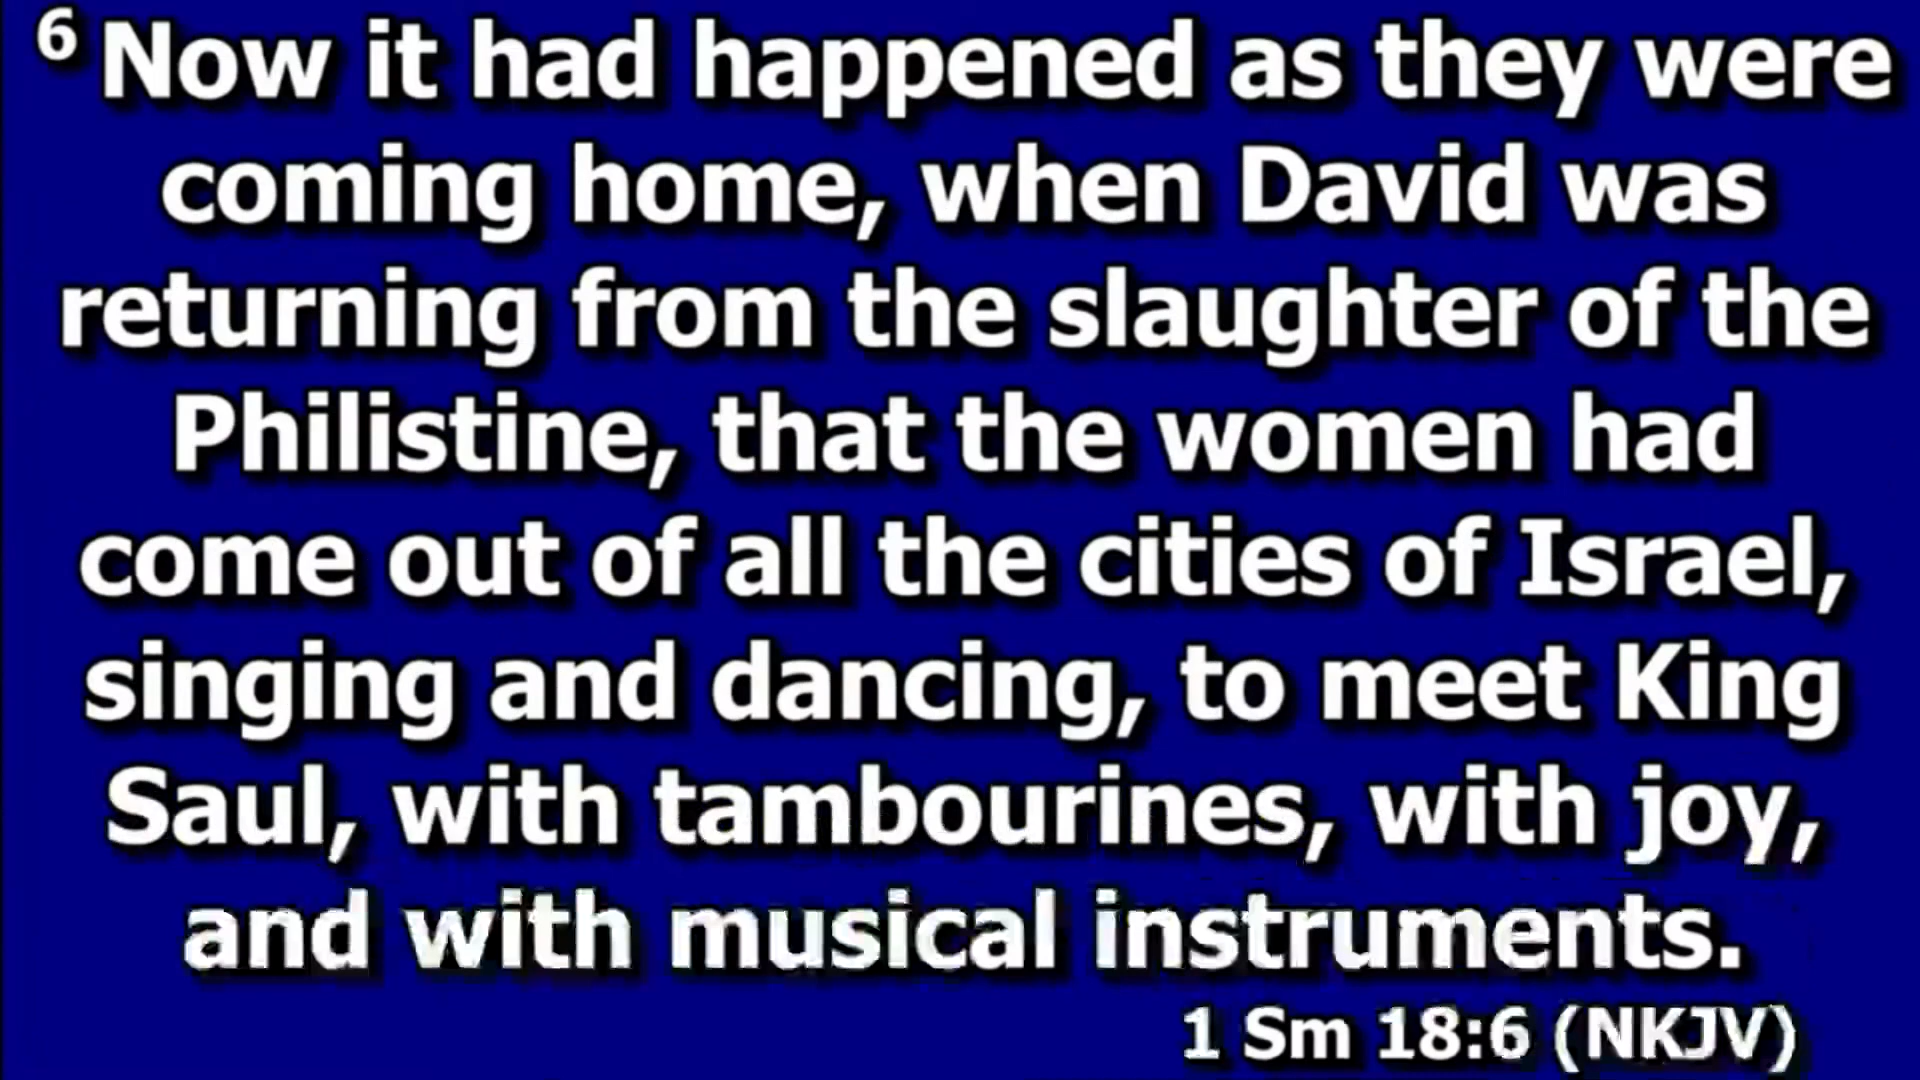 6 Now it had happened as they were
coming home, when David was
returning from the slaughter of the
Philistine, that the women had
come out of all the cities of Israel,
singing and dancing, to meet King
Saul, with tambourines, with joy,
and with musical instruments.
1 Sm 18:6 (NKJV)